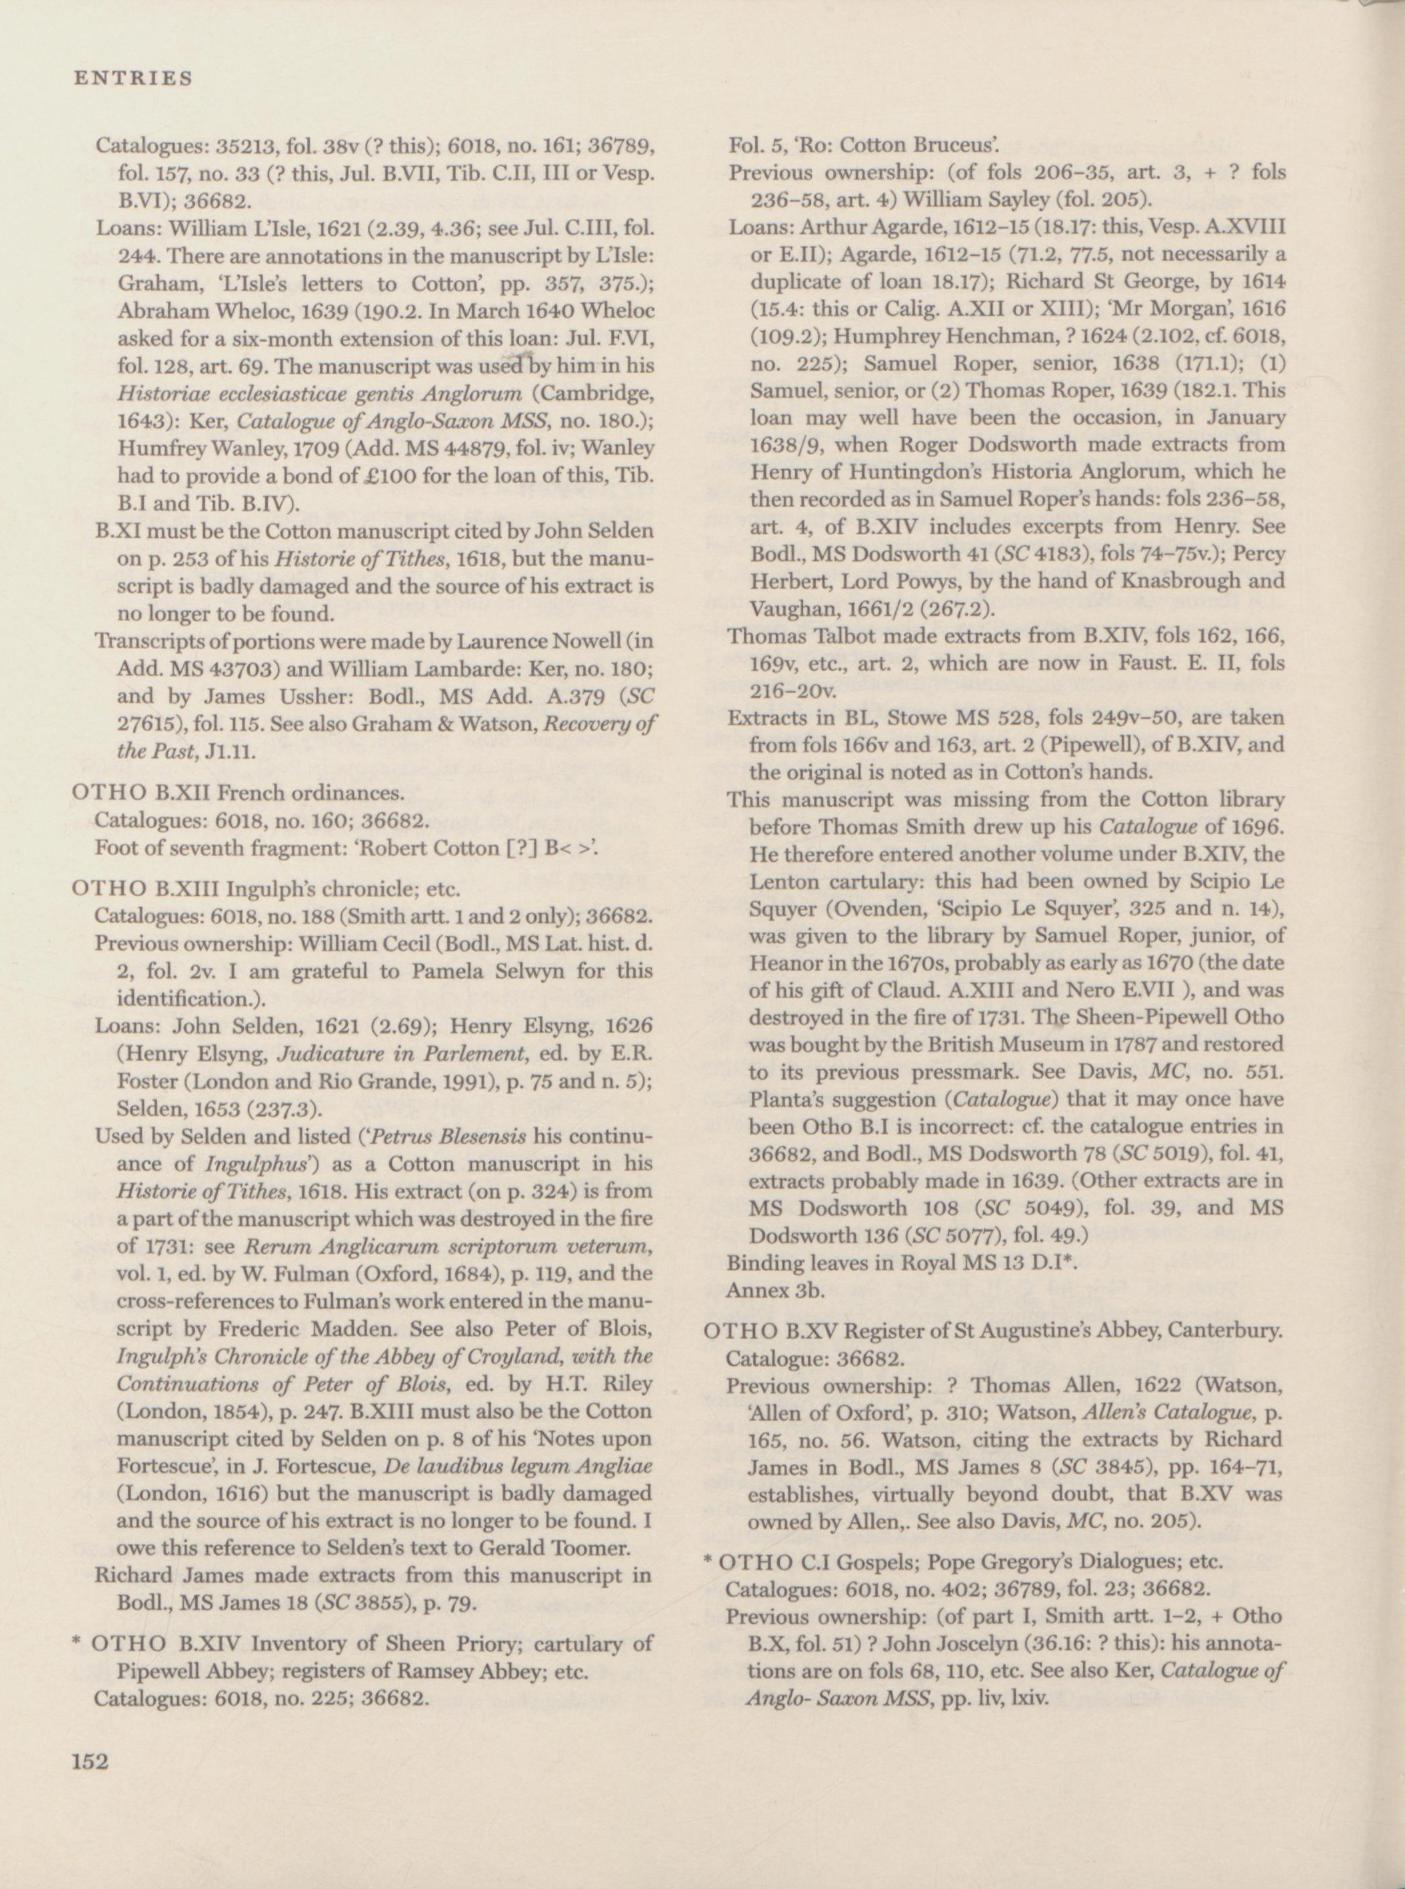 ENTRIES
Catalogues: 35213, fol. 38v (? this); 6018, no. 161; 36789,
fol. 157, no. 33 (? this, Jul. B.VII, Tib. C.II, III or Vesp.
B.VI); 36682.
Loans: William L'Isle, 1621 (2.39, 4.36; see Jul. C.III, fol.
244. There are annotations in the manuscript by L'Isle:
Graham, ‘L'Isle's letters to Cotton’, pp. 357, 375.);
Abraham Wheloc, 1639 (190.2. In March 1640 Wheloc
asked for a six-month extension of this loan: Jul. F.VI,
fol. 128, art. 69. The manuscript was used by him in his
Historiae ecclesiasticae gentis Anglorum (Cambridge,
1643): Ker, Catalogue of Anglo-Saxon MSS, no. 180.);
Humfrey Wanley, 1709 (Add. MS 44879, fol. iv; Wanley
had to provide a bond of £100 for the loan of this, Tib.
B.I and Tib. B.IV).
B.XI must be the Cotton manuscript cited by John Selden
on p. 253 of his Historie of Tithes, 1618, but the manu-
script is badly damaged and the source of his extract is
no longer to be found.
Transcripts of portions were made by Laurence Nowell (in
Add. MS 43703) and William Lambarde: Ker, no. 180;
and by James Ussher: Bodl., MS Add. A.379 (SC
27615), fol. 115. See also Graham & Watson, Recovery of
the Past, J1.11.
OTHO B.XII French ordinances.
Catalogues: 6018, no. 160; 36682.
Foot of seventh fragment: ‘Robert Cotton [?] B< >’.
OTHO B.XIII Ingulph's chronicle; etc.
Catalogues: 6018, no. 188 (Smith artt. 1 and 2 only); 36682.
Previous ownership: William Cecil (Bodl., MS Lat. hist. d.
2, fol. 2v. I am grateful to Pamela Selwyn for this
identification.).
Loans: John Selden, 1621 (2.69); Henry Elsyng, 1626
(Henry Elsyng, Judicature in Parlement, ed. by E.R.
Foster (London and Rio Grande, 1991), p. 75 and n. 5);
Selden, 1653 (237.3).
Used by Selden and listed (‘Petrus Blesensis his continu-
ance of Ingulphus’) as a Cotton manuscript in his
Historie of Tithes, 1618. His extract (on p. 324) is from
a part of the manuscript which was destroyed in the fire
of 1731: see Rerum Anglicarum scriptorum veterum,
vol. 1, ed. by W. Fulman (Oxford, 1684), p. 119, and the
cross-references to Fulman's work entered in the manu-
script by Frederic Madden. See also Peter of Blois,
Ingulph's Chronicle of the Abbey of Croyland, with the
Continuations of Peter of Blois, ed. by H.T. Riley
(London, 1854), p. 247. B.XIII must also be the Cotton
manuscript cited by Selden on p. 8 of his ‘Notes upon
Fortescue’, in J. Fortescue, De laudibus legum Angliae
(London, 1616) but the manuscript is badly damaged
and the source of his extract is no longer to be found. I
owe this reference to Selden's text to Gerald Toomer.
Richard James made extracts from this manuscript in
Bodl., MS James 18 (SC 3855), p. 79.
* OTHO B.XIV Inventory of Sheen Priory; cartulary of
Pipewell Abbey; registers of Ramsey Abbey; etc.
Catalogues: 6018, no. 225; 36682.
Fol. 5, ‘Ro: Cotton Bruceus’.
Previous ownership: (of fols 206–35, art. 3, + ? fols
236–58, art. 4) William Sayley (fol. 205).
Loans: Arthur Agarde, 1612–15 (18.17: this, Vesp. A.XVIII
or E.II); Agarde, 1612–15 (71.2, 77.5, not necessarily a
duplicate of loan 18.17); Richard St George, by 1614
(15.4: this or Calig. A.XII or XIII); ‘Mr Morgan’, 1616
(109.2); Humphrey Henchman, ? 1624 (2.102, cf. 6018,
no. 225); Samuel Roper, senior, 1638 (171.1); (1)
Samuel, senior, or (2) Thomas Roper, 1639 (182.1. This
loan may well have been the occasion, in January
1638/9, when Roger Dodsworth made extracts from
Henry of Huntingdon's Historia Anglorum, which he
then recorded as in Samuel Roper's hands: fols 236–58,
art. 4, of B.XIV includes excerpts from Henry. See
Bodl., MS Dodsworth 41 (SC 4183), fols 74–75v.); Percy
Herbert, Lord Powys, by the hand of Knasbrough and
Vaughan, 1661/2 (267.2).
Thomas Talbot made extracts from B.XIV, fols 162, 166,
169v, etc., art. 2, which are now in Faust. E. II, fols
216–20v.
Extracts in BL, Stowe MS 528, fols 249v–50, are taken
from fols 166v and 163, art. 2 (Pipewell), of B.XIV, and
the original is noted as in Cotton's hands.
This manuscript was missing from the Cotton library
before Thomas Smith drew up his Catalogue of 1696.
He therefore entered another volume under B.XIV, the
Lenton cartulary: this had been owned by Scipio Le
Squyer (Ovenden, ‘Scipio Le Squyer’, 325 and n. 14),
was given to the library by Samuel Roper, junior, of
Heanor in the 1670s, probably as early as 1670 (the date
of his gift of Claud. A.XIII and Nero E.VII ), and was
destroyed in the fire of 1731. The Sheen-Pipewell Otho
was bought by the British Museum in 1787 and restored
to its previous pressmark. See Davis, MC, no. 551.
Planta's suggestion (Catalogue) that it may once have
been Otho B.I is incorrect: cf. the catalogue entries in
36682, and Bodl., MS Dodsworth 78 (SC 5019), fol. 41,
extracts probably made in 1639. (Other extracts are in
MS Dodsworth 108 (SC 5049), fol. 39, and MS
Dodsworth 136 (SC 5077), fol. 49.)
Binding leaves in Royal MS 13 D.I*.
Annex 3b.
OTHO B.XV Register of St Augustine's Abbey, Canterbury.
Catalogue: 36682.
Previous ownership: ? Thomas Allen, 1622 (Watson,
‘Allen of Oxford’, p. 310; Watson, Allen's Catalogue, p.
165, no. 56. Watson, citing the extracts by Richard
James in Bodl., MS James 8 (SC 3845), pp. 164–71,
establishes, virtually beyond doubt, that B.XV was
owned by Allen,. See also Davis, MC, no. 205).
* OTHO C.I Gospels; Pope Gregory's Dialogues; etc.
Catalogues: 6018, no. 402; 36789, fol. 23; 36682.
Previous ownership: (of part I, Smith artt. 1–2, + Otho
B.X, fol. 51) ? John Joscelyn (36.16: ? this): his annota-
tions are on fols 68, 110, etc. See also Ker, Catalogue of
Anglo- Saxon MSS, pp. liv, lxiv.
152